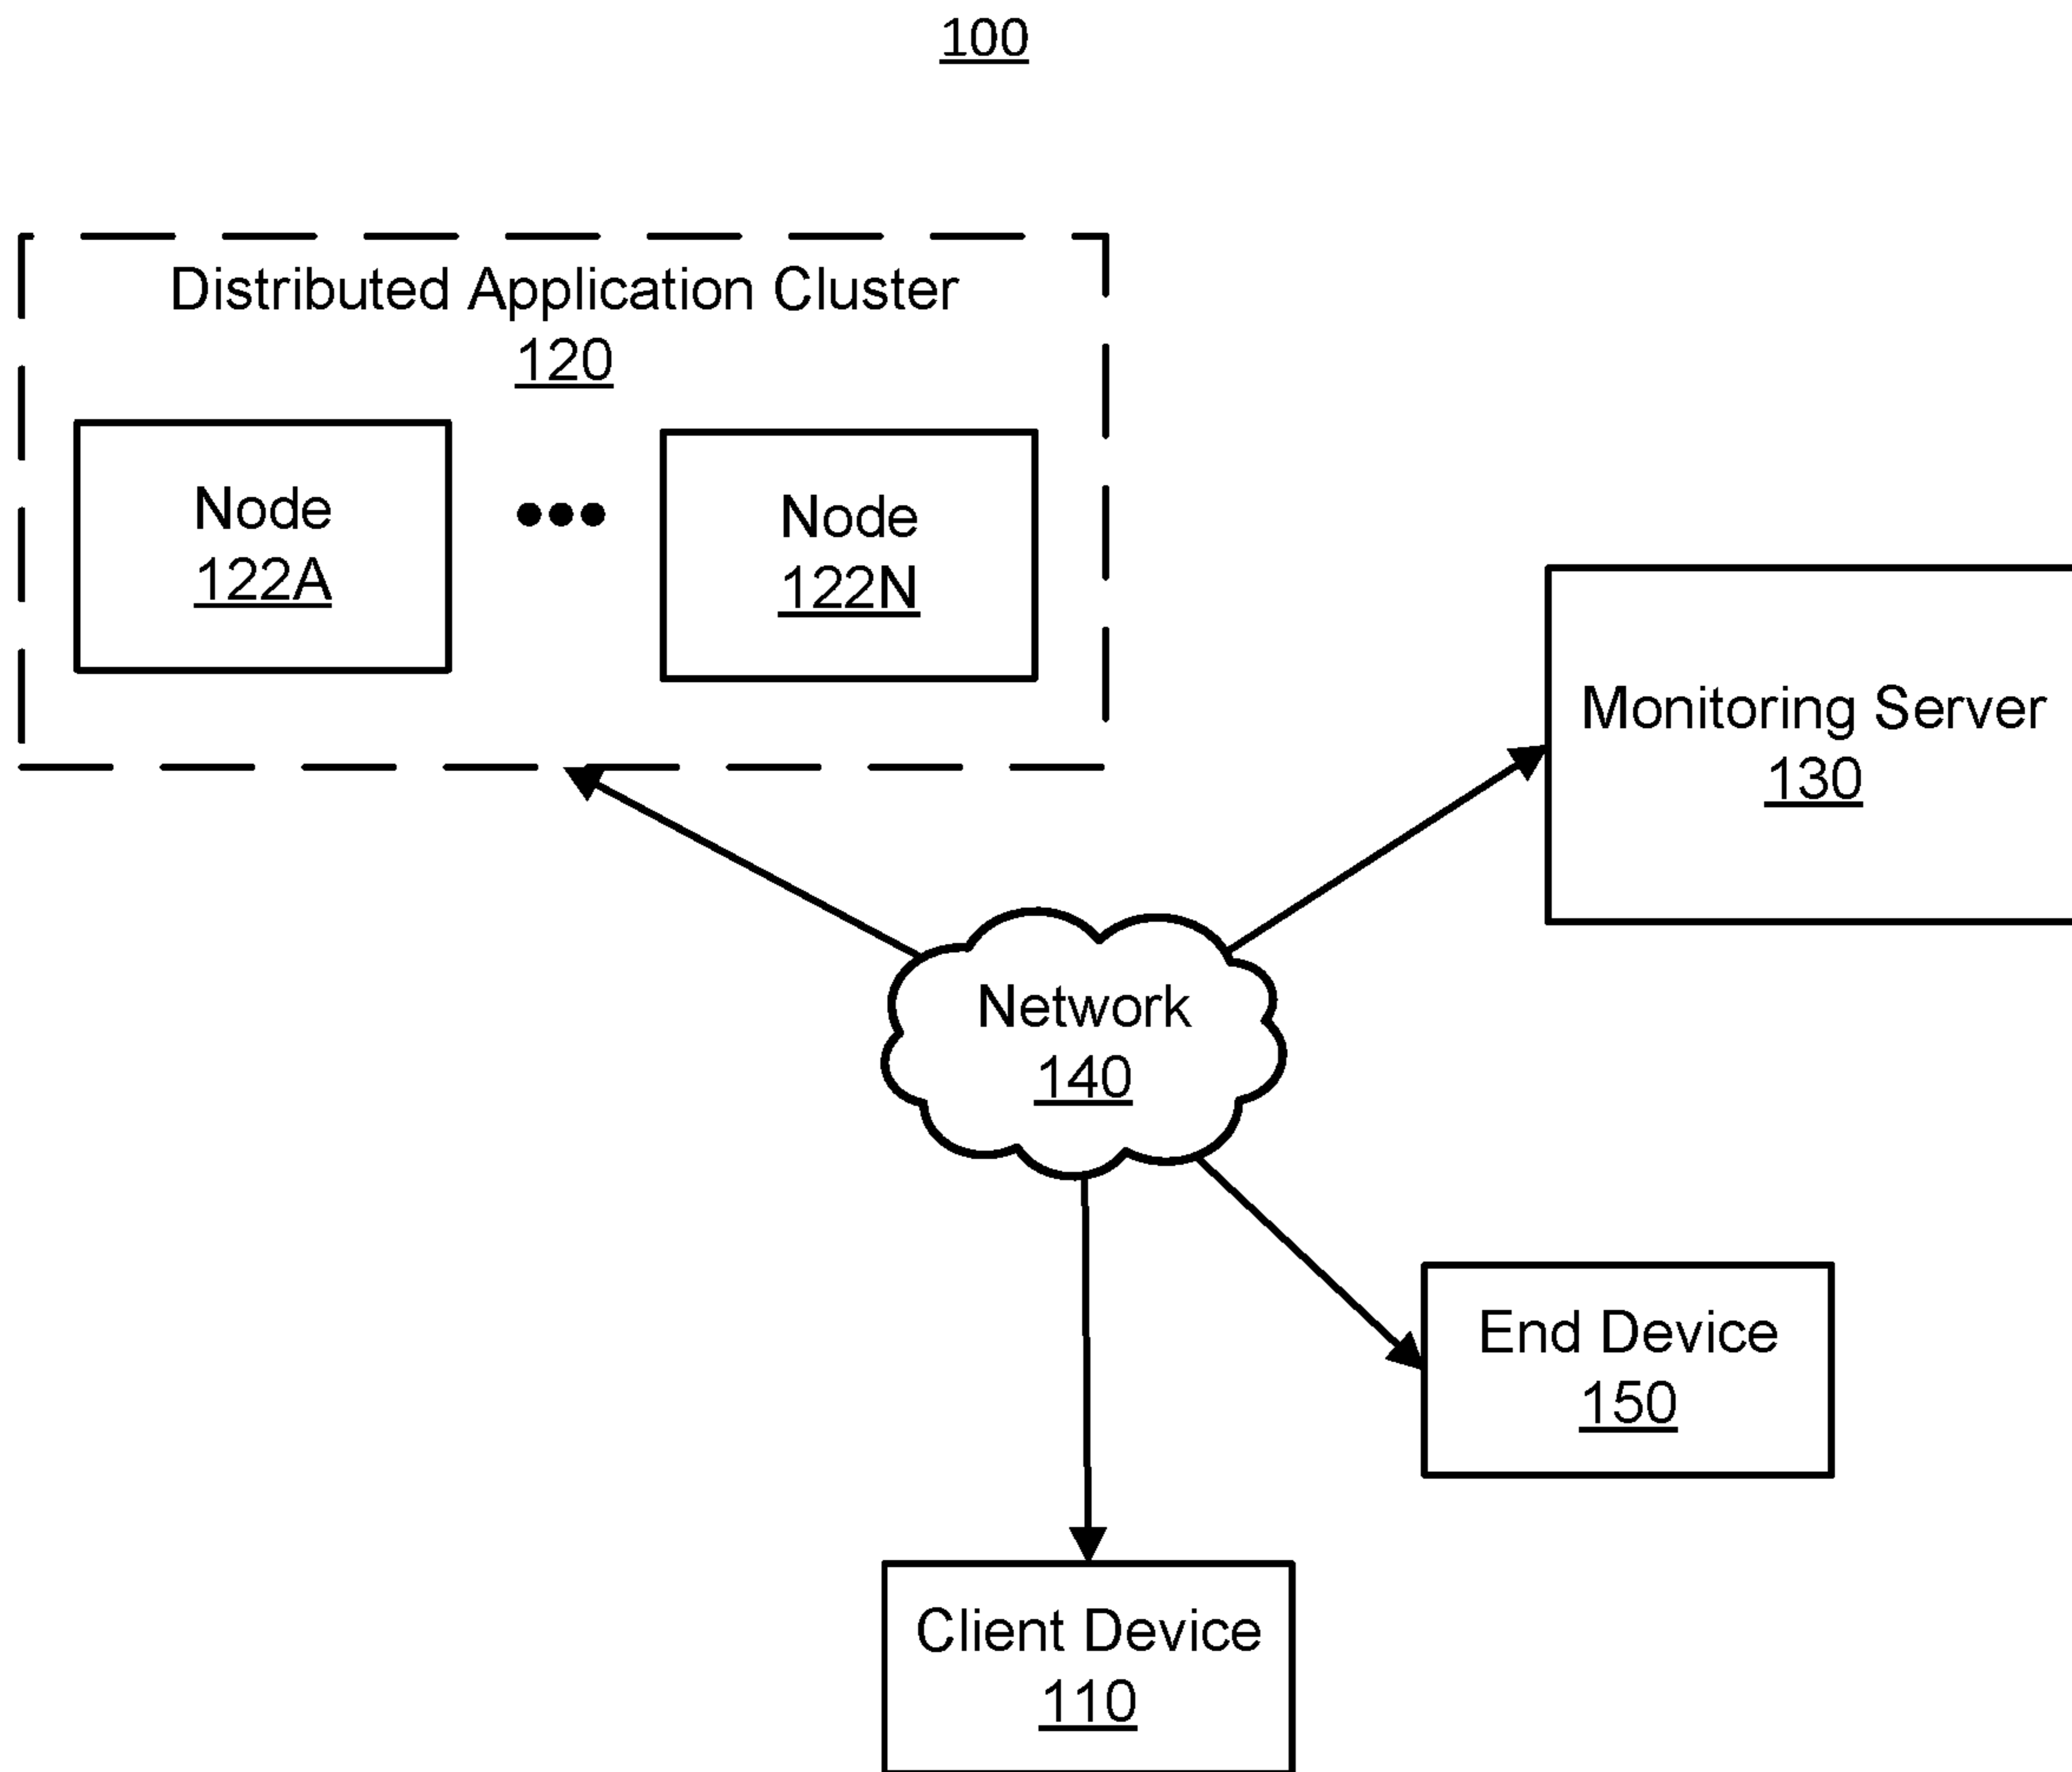 100
Distributed Application Cluster
120
Node
122A
Node
122N
Monitoring Server
130
Network
140
End Device
150
Client Device
110